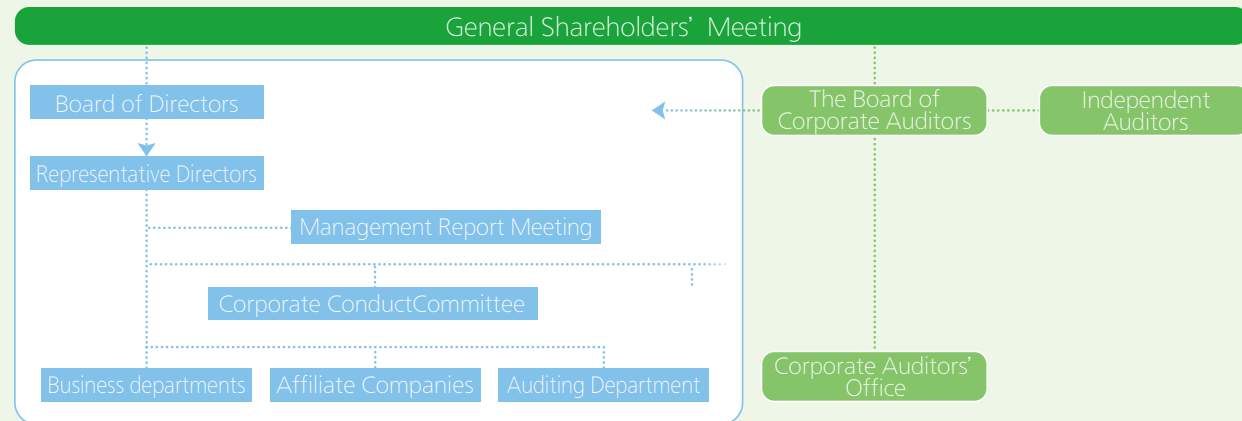 General Shareholders’ Meeting
Board of Directors
The Board of
Corporate Auditors
Independent
Auditors
Representative Directors
Management Report Meeting
Corporate ConductCommittee
Business departments
Affiliate Companies
Auditing Department
Corporate Auditors’
Office